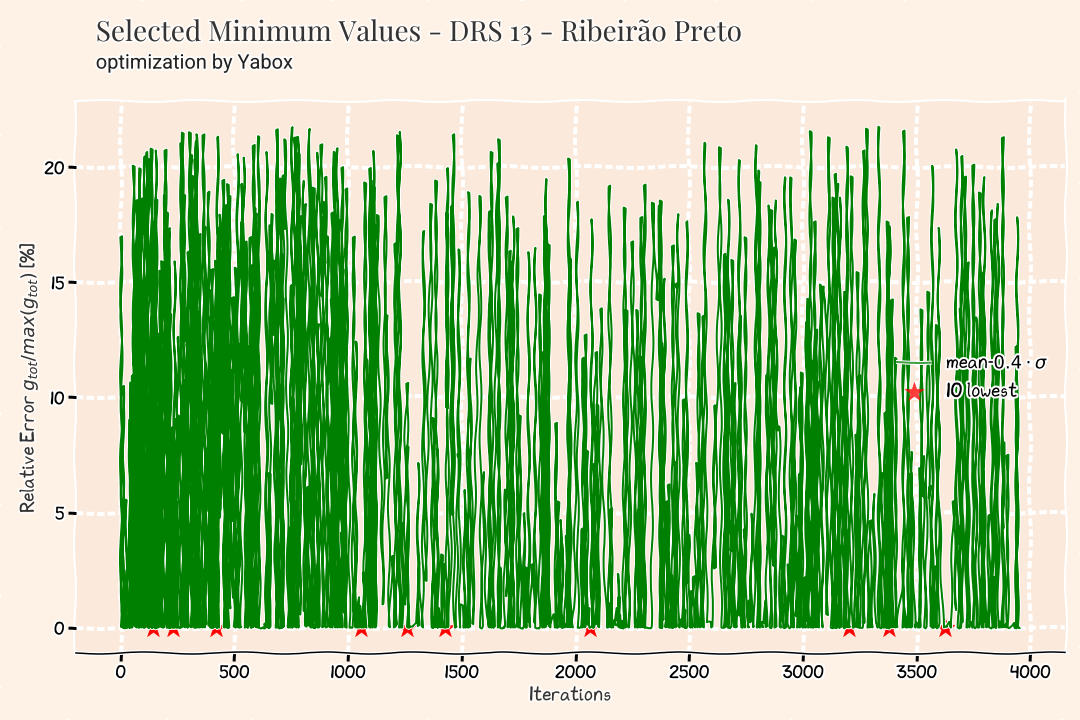 Selected Minimum Values - DRS 13 - Ribeirão Preto
optimization by Yabox
Relative Error g_tot/max(g_tot) [%]
20
15
10
5
0
mean-0.4·σ
10 lowest
0 500 1000 1500 2000 2500 3000 3500 4000
Iterations